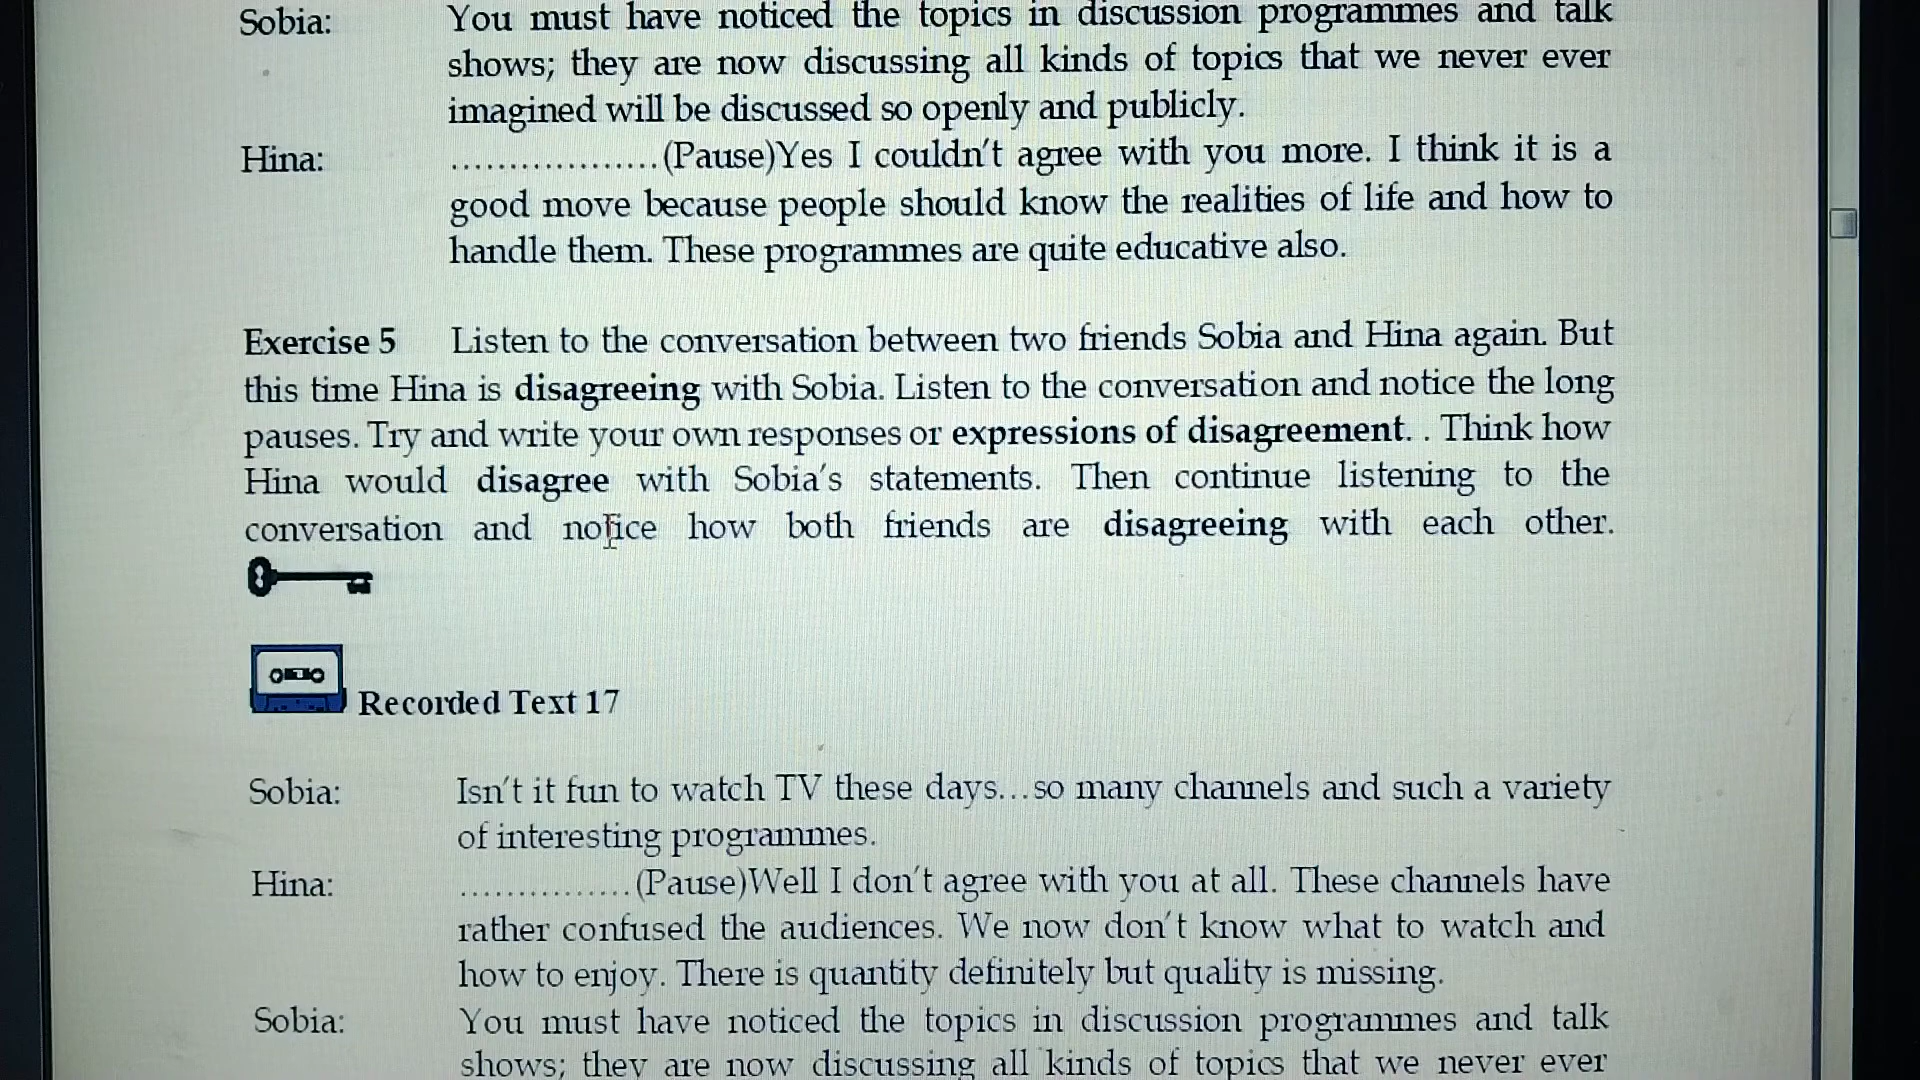 Sobia: You must have noticed the topics in discussion programmes and talk
shows; they are now discussing all kinds of topics that we never ever
imagined will be discussed so openly and publicly.
Hina: ..................(Pause)Yes I couldn't agree with you more. I think it is a
good move because people should know the realities of life and how to
handle them. These programmes are quite educative also.
Exercise 5 Listen to the conversation between two friends Sobia and Hina again. But
this time Hina is disagreeing with Sobia. Listen to the conversation and notice the long
pauses. Try and write your own responses or expressions of disagreement. . Think how
Hina would disagree with Sobia's statements. Then continue listening to the
conversation and notice how both friends are disagreeing with each other.
Recorded Text 17
Sobia: Isn't it fun to watch TV these days...so many channels and such a variety
of interesting programmes.
Hina: ...............(Pause)Well I don't agree with you at all. These channels have
rather confused the audiences. We now don't know what to watch and
how to enjoy. There is quantity definitely but quality is missing.
Sobia: You must have noticed the topics in discussion programmes and talk
shows; they are now discussing all kinds of topics that we never ever